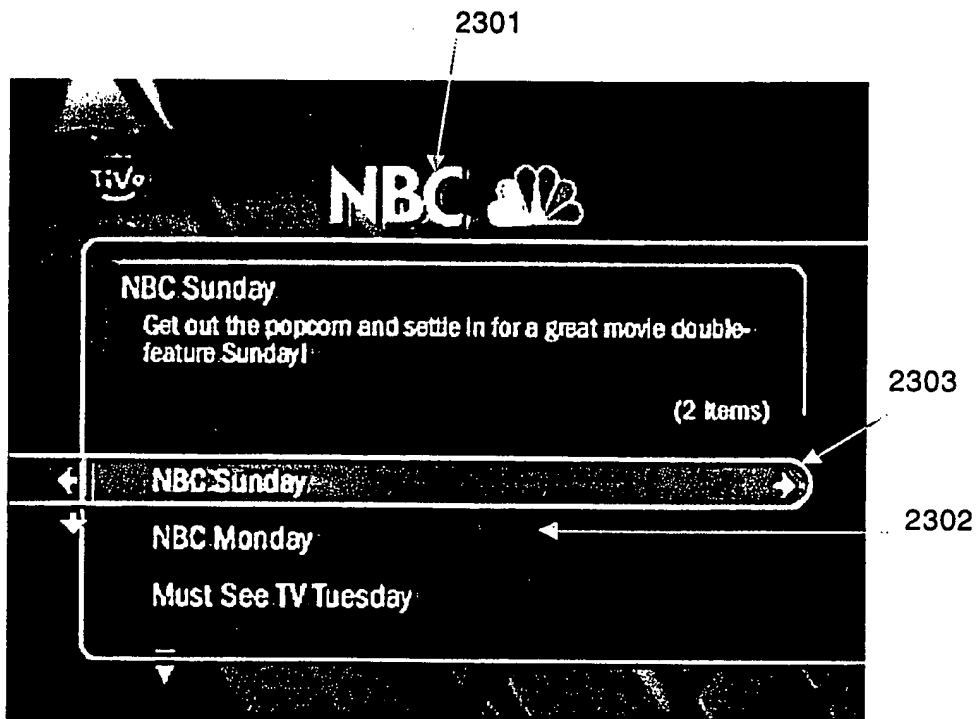 2301
TiVo
NBC
NBC Sunday
Get out the popcorn and settle in for a great movie double-
feature Sunday!
(2 items)
2303
NBC Sunday
2302
NBC Monday
Must See TV Tuesday